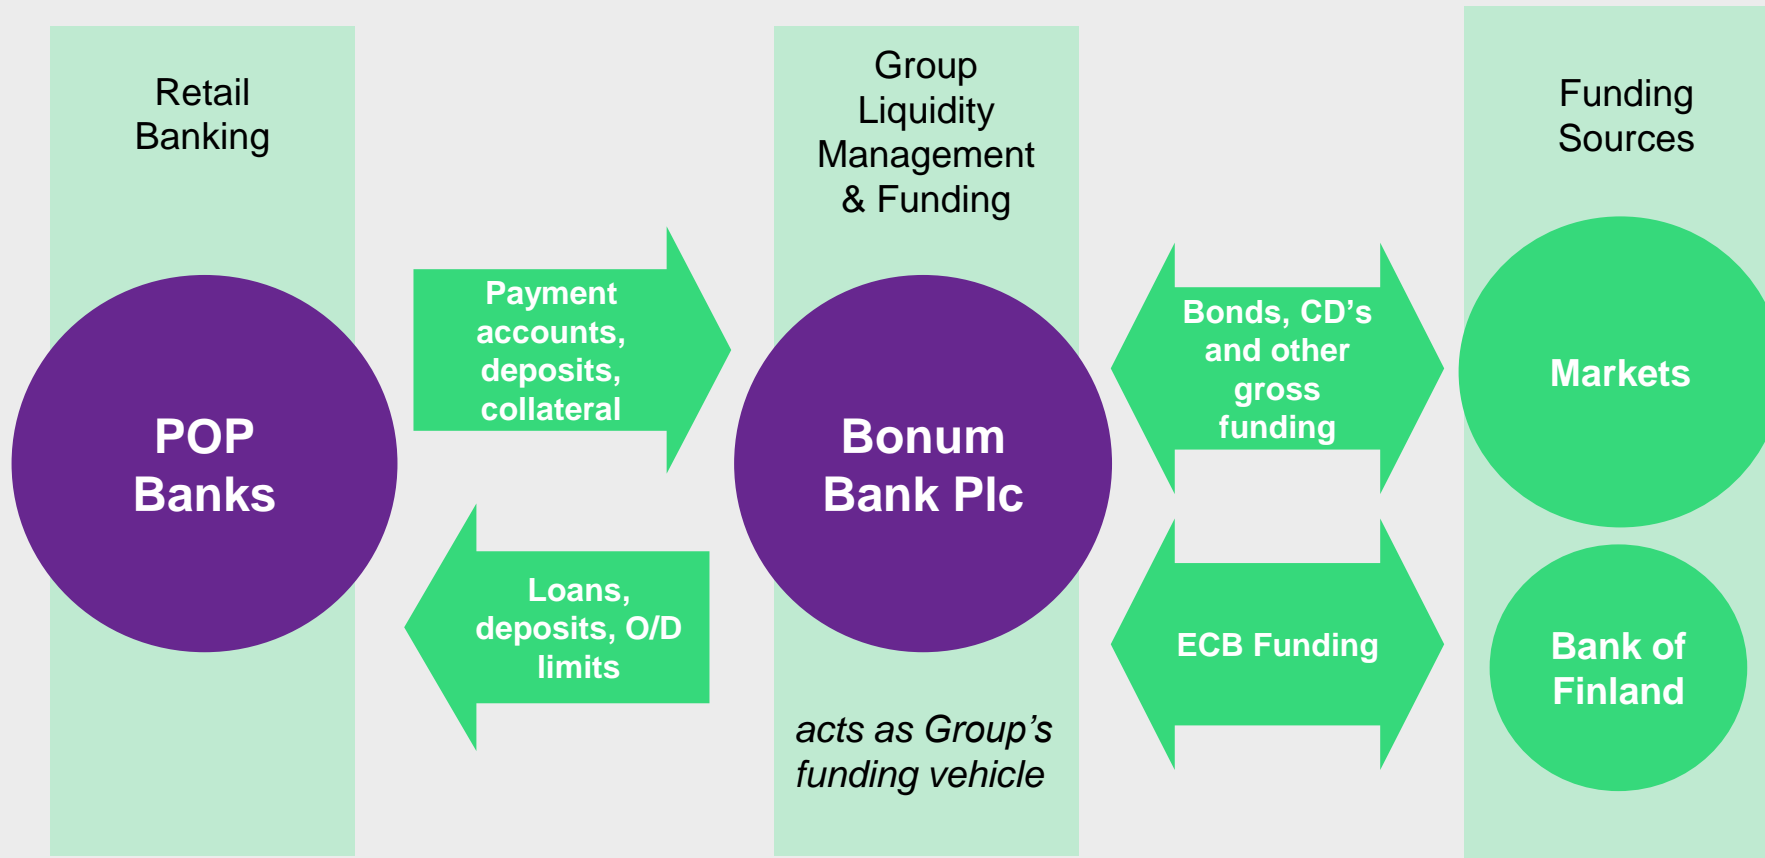 Retail
Banking
Group
Liquidity
Management
& Funding
Funding
Sources
POP
Banks
Payment
accounts,
deposits,
collateral
Loans,
deposits, O/D
limits
Bonum
Bank Plc
acts as Group’s
funding vehicle
Bonds, CD’s
and other
gross
funding
ECB Funding
Markets
Bank of
Finland